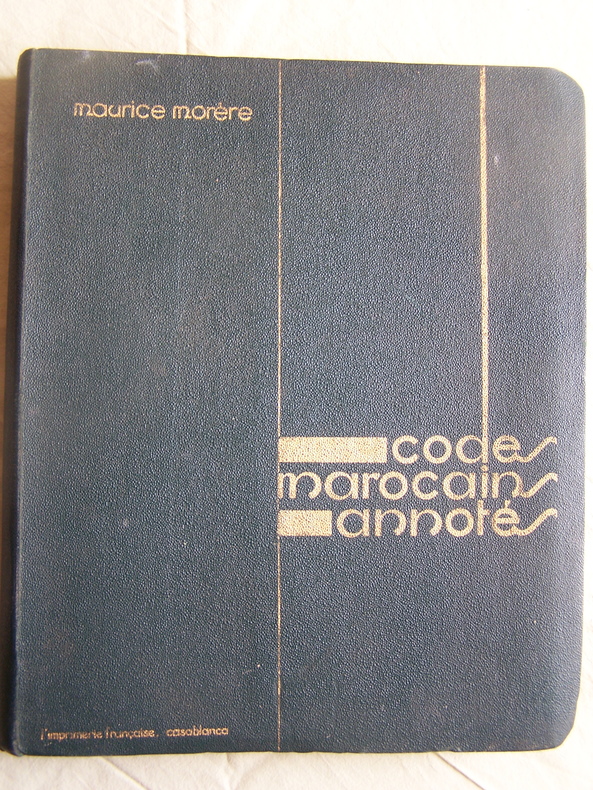 maurice morère
codes
marocains
annotés
l'imprimerie française. casablanca